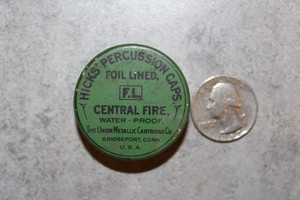 HICKS' PERCUSSION CAPS.
FOIL LINED.
F.L.
CENTRAL FIRE.
WATER - PROOF.
THE UNION METALLIC CARTRIDGE CO.
BRIDGEPORT, CONN.
U.S.A.